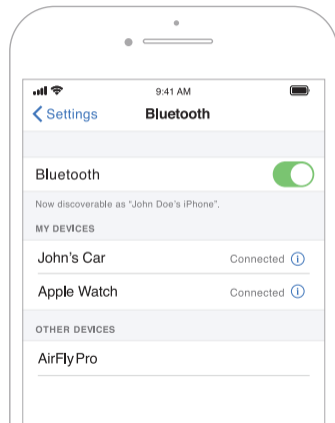 9:41 AM
Settings
Bluetooth
Bluetooth
Now discoverable as “John Doe’s iPhone”.
MY DEVICES
John’s Car Connected
Apple Watch Connected
OTHER DEVICES
AirFly Pro